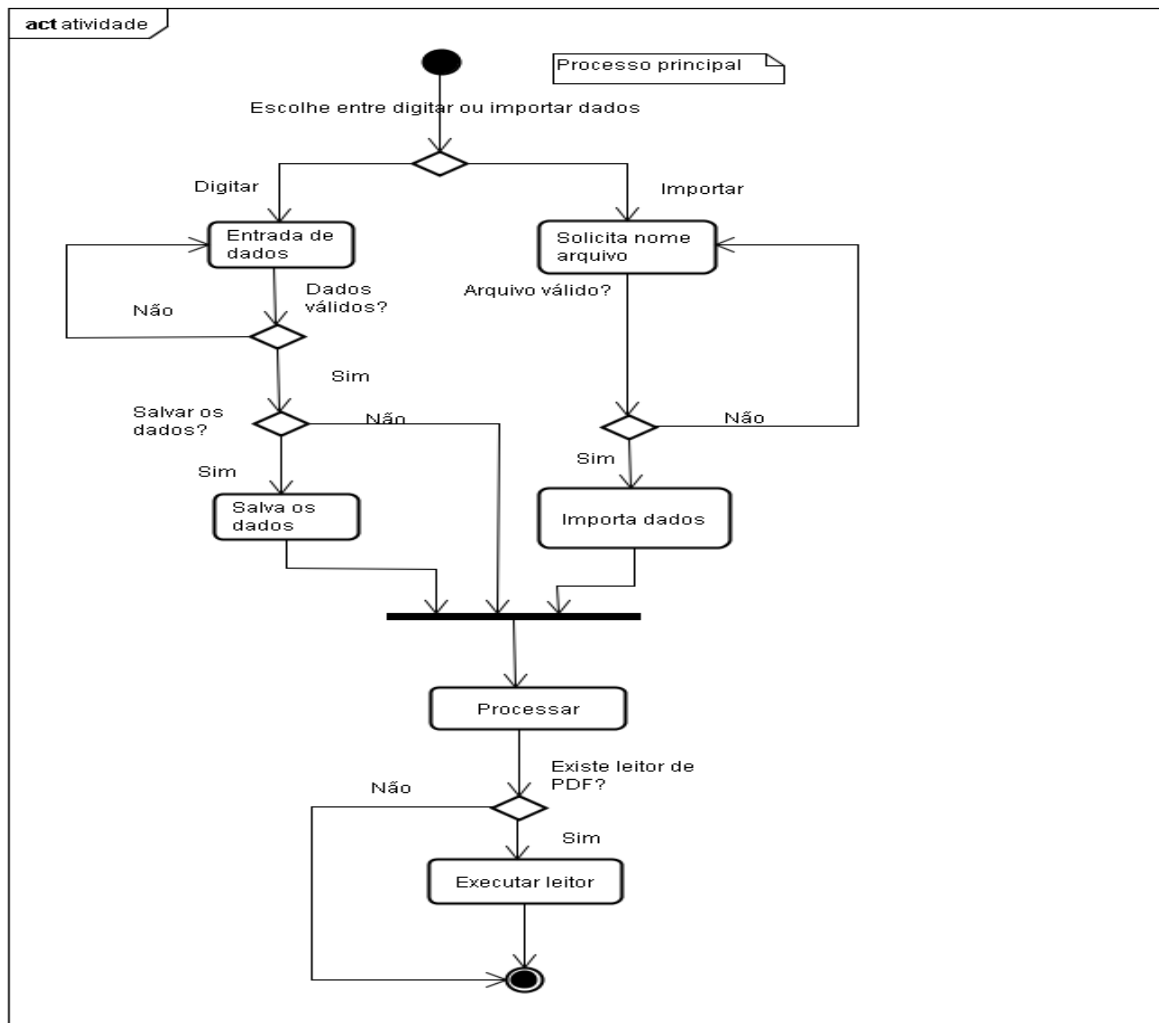 act atividade
Processo principal
Escolhe entre digitar ou importar dados
Digitar
Importar
Entrada de
dados
Solicita nome
arquivo
Dados
válidos?
Arquivo válido?
Não
Sim
Salvar os
dados?
Não
Não
Sim
Sim
Salva os
dados
Importa dados
Processar
Existe leitor de
PDF?
Não
Sim
Executar leitor